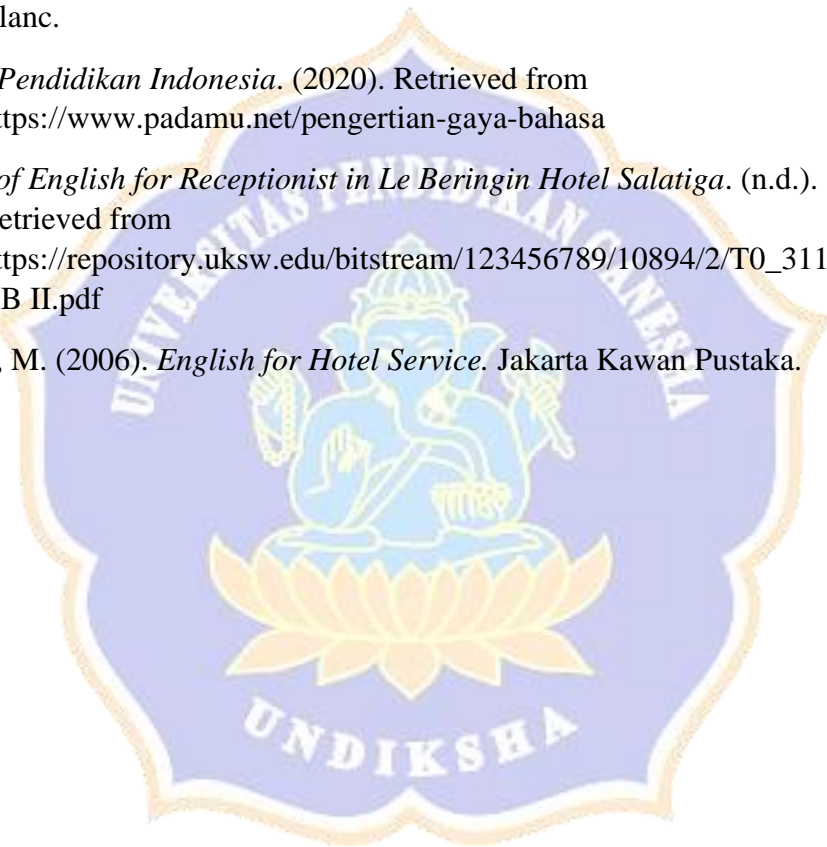 lanc.
Pendidikan Indonesia. (2020). Retrieved from
ttps://www.padamu.net/pengertian-gaya-bahasa
of English for Receptionist in Le Beringin Hotel Salatiga. (n.d.).
etrieved from
ttps://repository.uksw.edu/bitstream/123456789/10894/2/T0_311
B II.pdf
, M. (2006). English for Hotel Service. Jakarta Kawan Pustaka.
UNIVERSITAS PENDIDIKAN GANESHA
UNDIKSHA